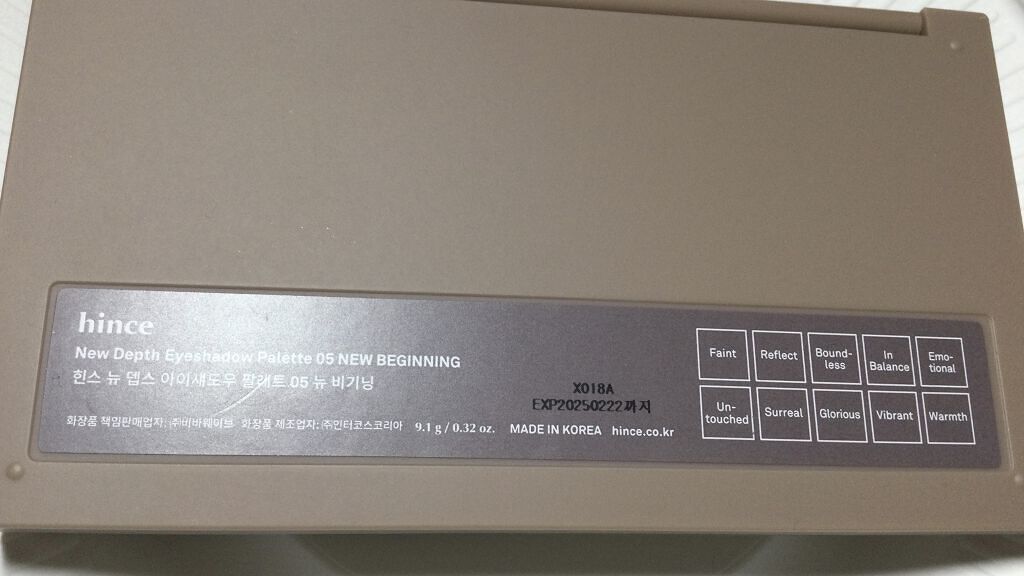 hince
New Depth Eyeshadow Palette 05 NEW BEGINNING
힌스 뉴 뎁스 아이섀도우 팔레트 05 뉴 비기닝
화장품 책임판매업자: ㈜비바웨이브 화장품 제조업자: ㈜인터코스코리아 9.1 g / 0.32 oz. MADE IN KOREA hince.co.kr
X018A
EXP20250222까지
Faint
Reflect
Bound-
less
In
Balance
Emo-
tional
Un-
touched
Surreal
Glorious
Vibrant
Warmth